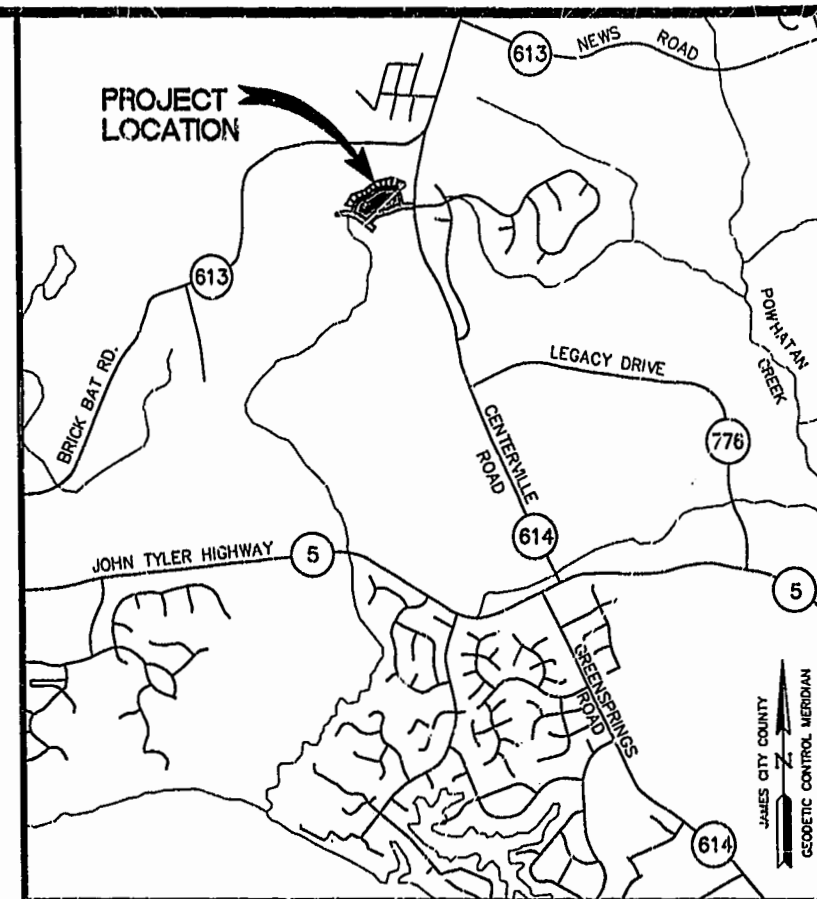 613
NEWS ROAD
PROJECT
LOCATION
613
BRICK BAT RD.
POWHATAN
CREEK
LEGACY DRIVE
776
CENTERVILLE
ROAD
614
JOHN TYLER HIGHWAY
5
5
GREENSPRINGS
ROAD
614
JAMES CITY COUNTY
N
GEODETIC CONTROL MERIDIAN